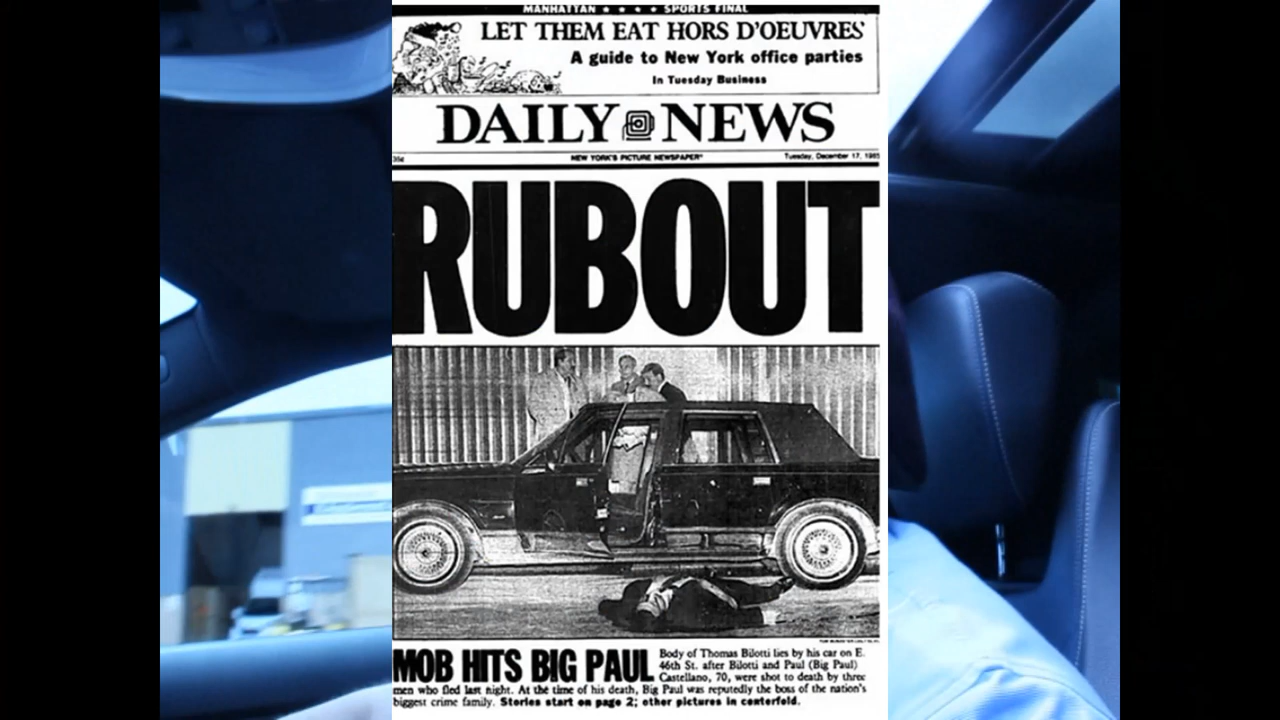 MANHATTAN ★ ★ ★ ★ SPORTS FINAL
LET THEM EAT HORS D'OEUVRES
A guide to New York office parties
In Tuesday Business
DAILY NEWS
35¢ NEW YORK'S PICTURE NEWSPAPER® Tuesday, December 17, 1985
RUBOUT
MOB HITS BIG PAUL
Body of Thomas Bilotti lies by his car on E.
46th St. after Bilotti and Paul (Big Paul)
Castellano, 70, were shot to death by three
men who fled last night. At the time of his death, Big Paul was reputedly the boss of the nation's
biggest crime family. Stories start on page 2; other pictures in centerfold.